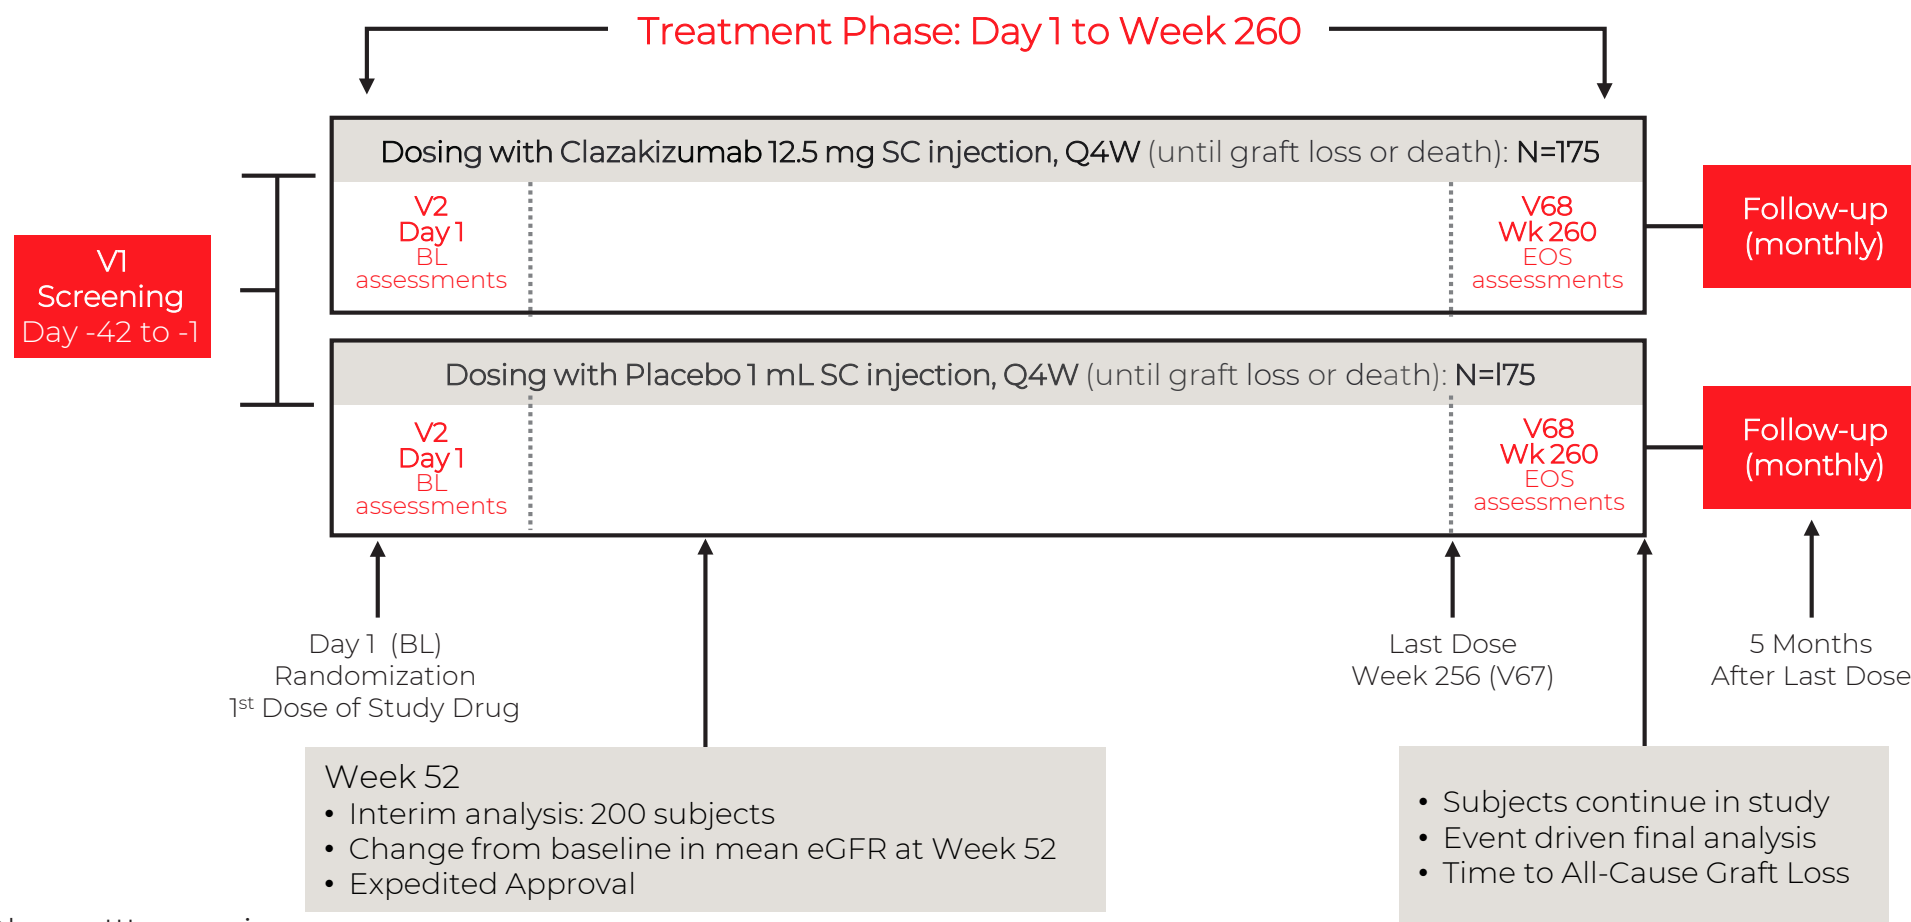 Treatment Phase: Day 1 to Week 260
Dosing with Clazakizumab 12.5 mg SC injection, Q4W (until graft loss or death): N=175
V2
Day 1
BL
assessments
V68
Wk 260
EOS
assessments
Follow-up
(monthly)
V1
Screening
Day -42 to -1
Dosing with Placebo 1 mL SC injection, Q4W (until graft loss or death): N=l75
V2
Day 1
BL
assessments
V68
Wk 260
EOS
assessments
Follow-up
(monthly)
Day 1 (BL)
Randomization
1st Dose of Study Drug
Last Dose
Week 256 (V67)
5 Months
After Last Dose
Week 52
• Interim analysis: 200 subjects
• Change from baseline in mean eGFR at Week 52
• Expedited Approval
• Subjects continue in study
• Event driven final analysis
• Time to All-Cause Graft Loss